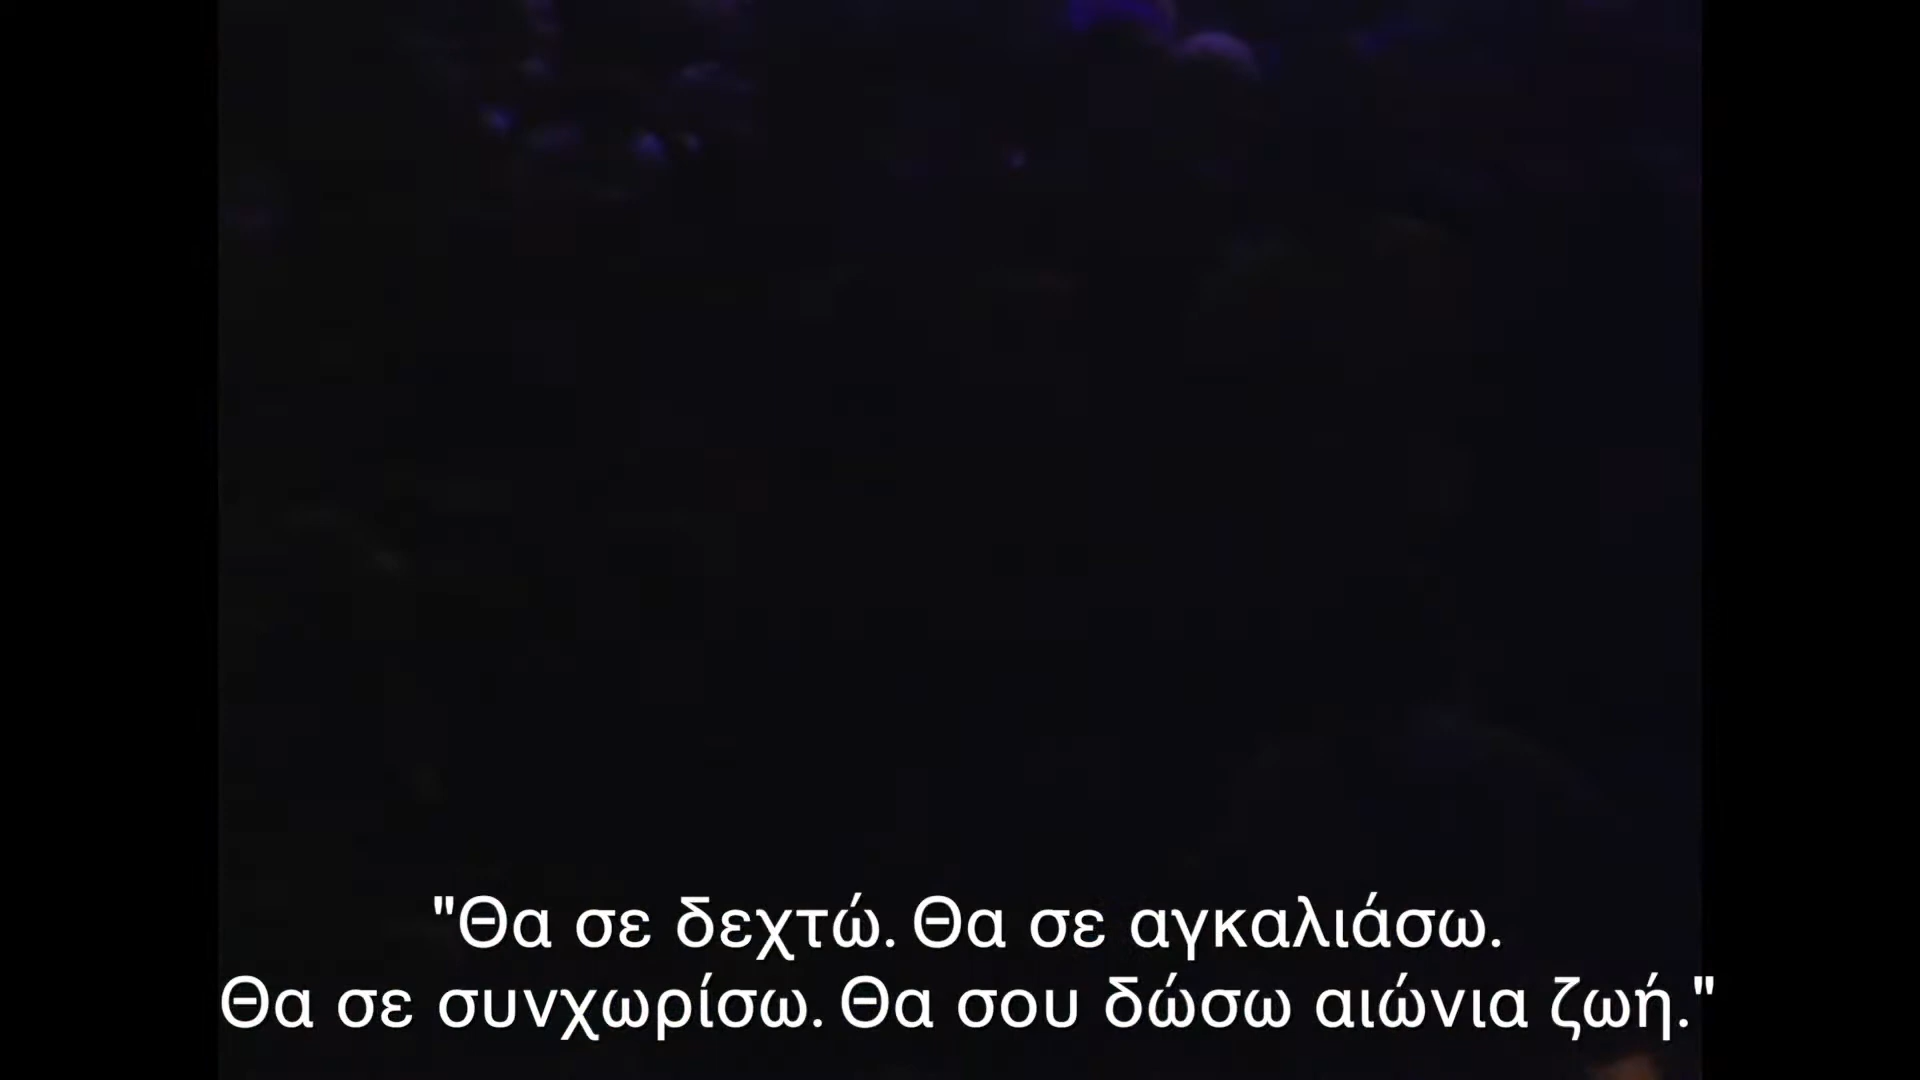 "Θα σε δεχτώ. Θα σε αγκαλιάσω.
Θα σε συνχωρίσω. Θα σου δώσω αιώνια ζωή."